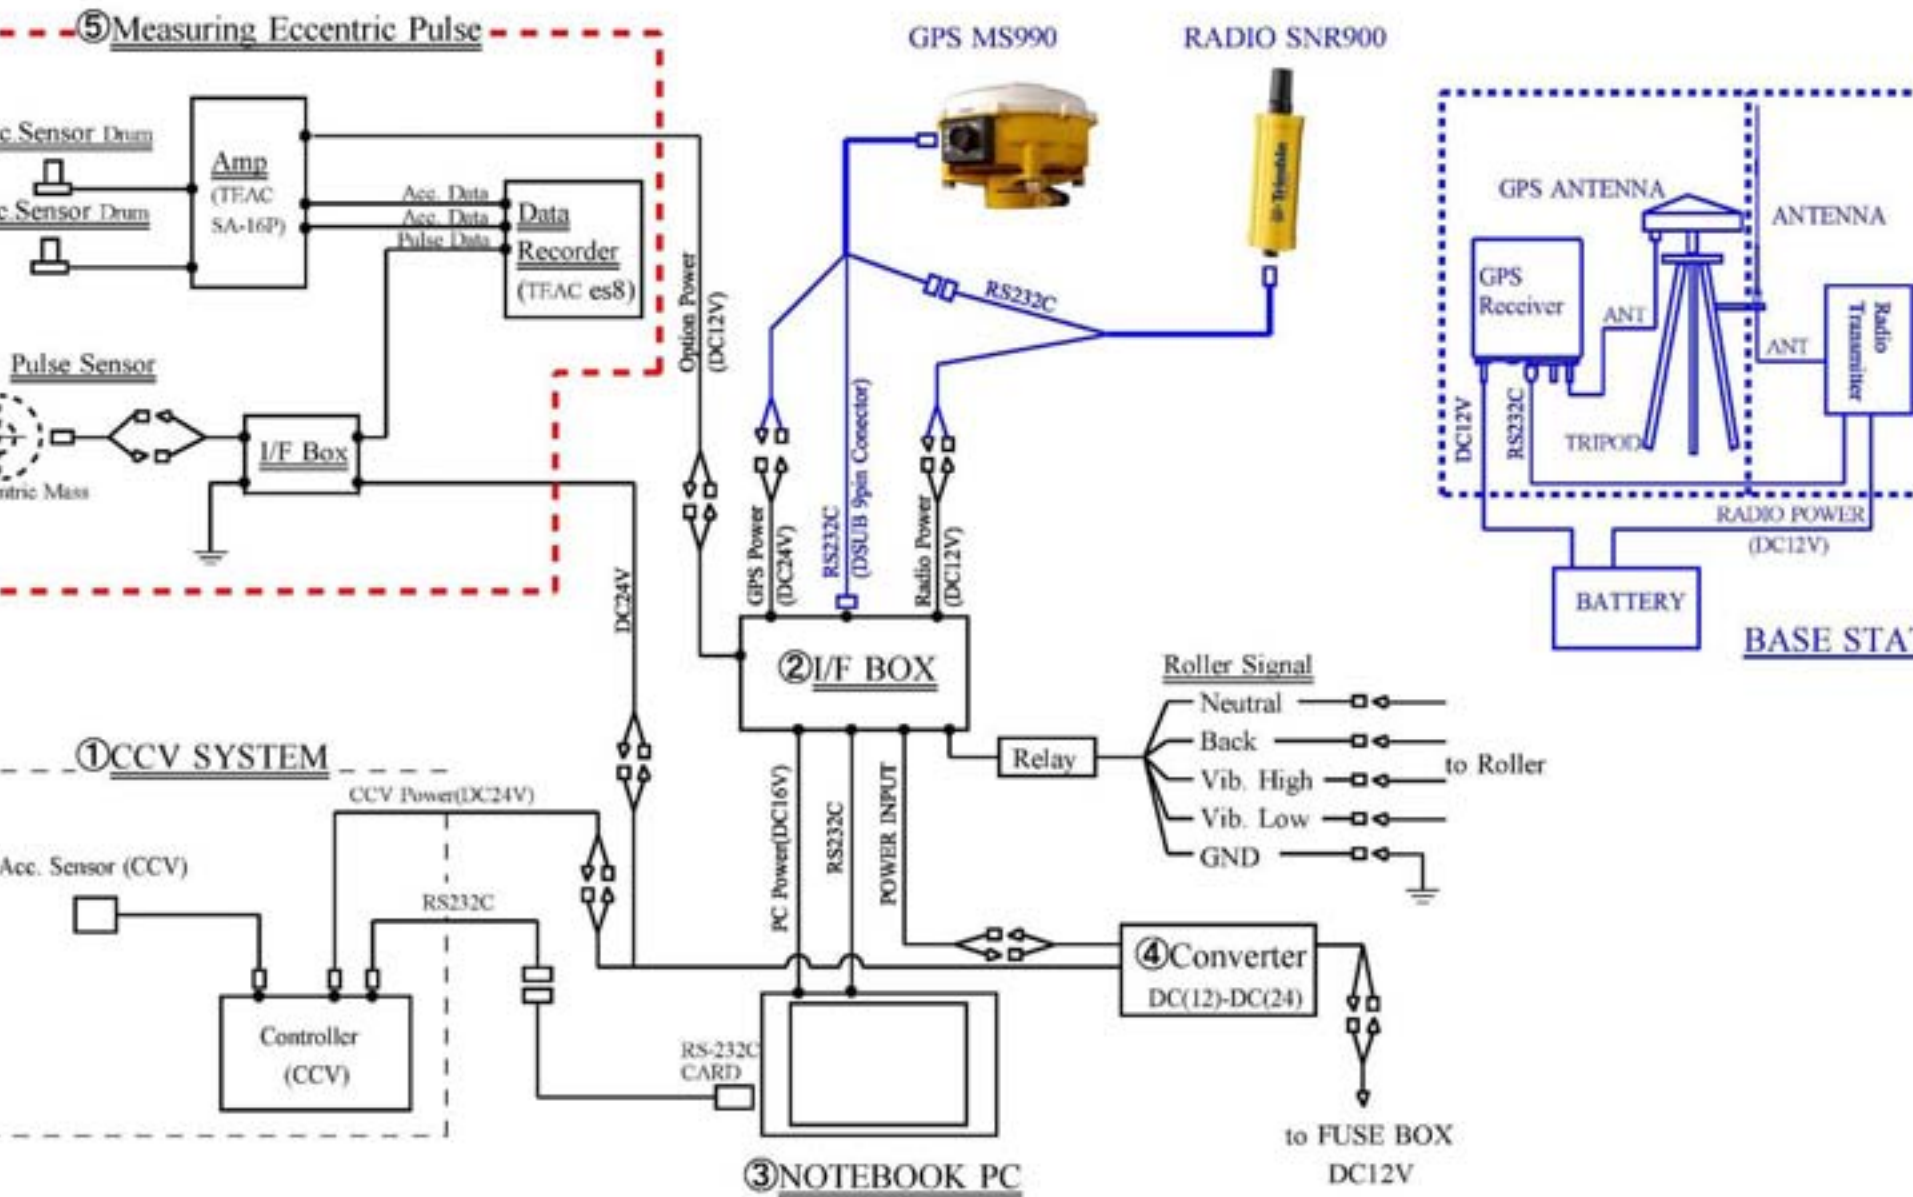 ⑤Measuring Eccentric Pulse
c.Sensor Drum
Amp
(TEAC
SA-16P)
c.Sensor Drum
Acc. Data
Acc. Data
Pulse Data
Data
Recorder
(TEAC es8)
Pulse Sensor
I/F Box
ntric Mass
Option Power
(DC12V)
DC24V
GPS MS990
RADIO SNR900
Trimble
RS232C
GPS Power
(DC24V)
RS232C
(DSUB 9pin Conector)
Radio Power
(DC12V)
②I/F BOX
GPS ANTENNA
ANTENNA
GPS
Receiver
ANT
ANT
Radio
Transmitter
DC12V
RS232C
TRIPOD
RADIO POWER
(DC12V)
BATTERY
BASE STA
Roller Signal
Neutral
Back
Vib. High
Vib. Low
GND
Relay
to Roller
①CCV SYSTEM
CCV Power(DC24V)
Acc. Sensor (CCV)
RS232C
Controller
(CCV)
PC Power(DC16V)
RS232C
POWER INPUT
④Converter
DC(12)-DC(24)
RS-232C
CARD
to FUSE BOX
DC12V
③NOTEBOOK PC